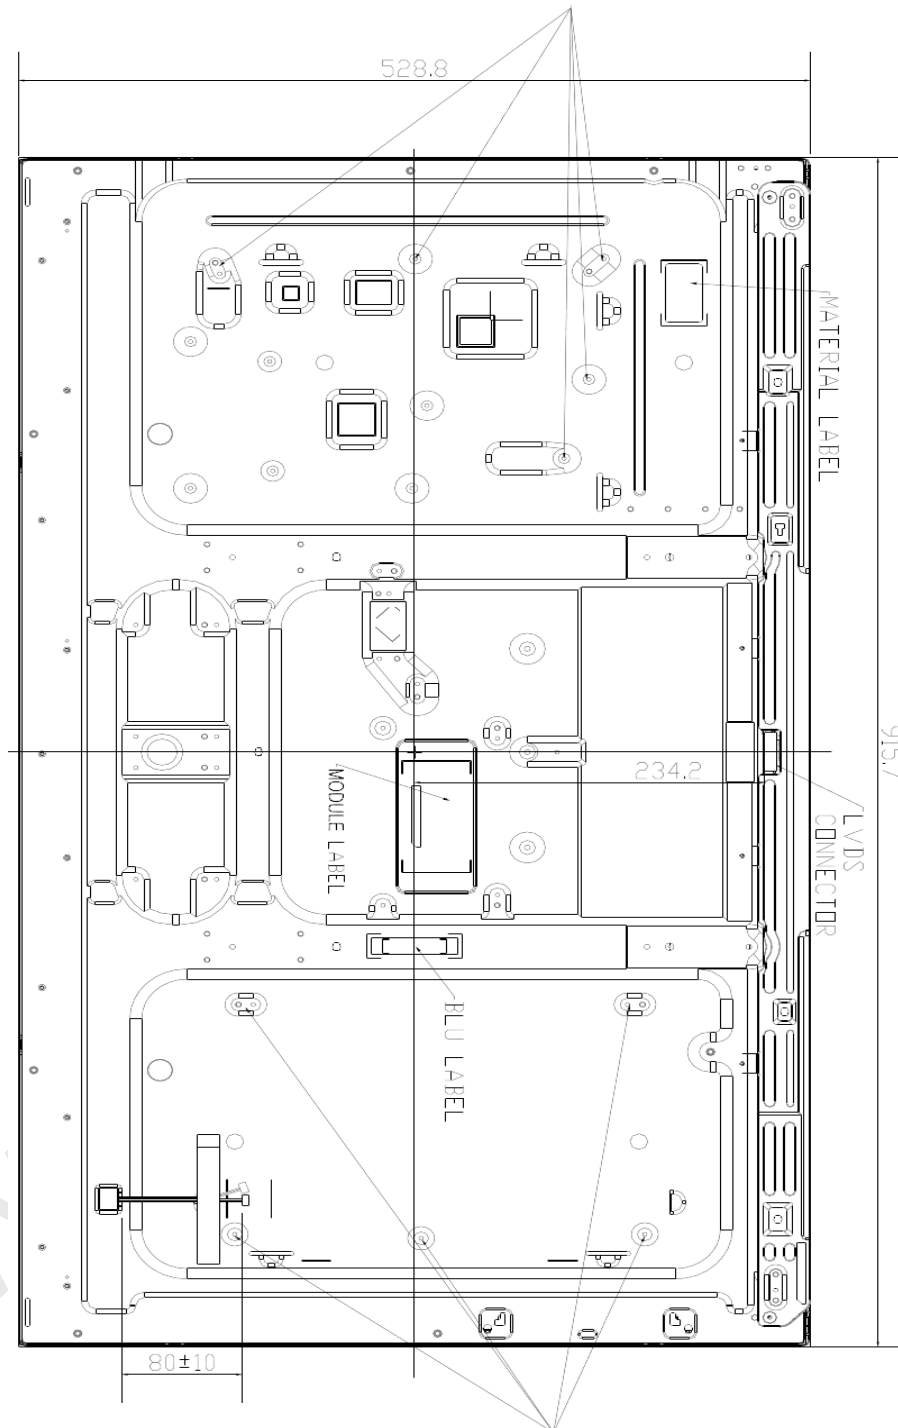 528.8
MATERIAL LABEL
915.7
234.2
MODULE LABEL
LVDS
CONNECTOR
BLU LABEL
80±10